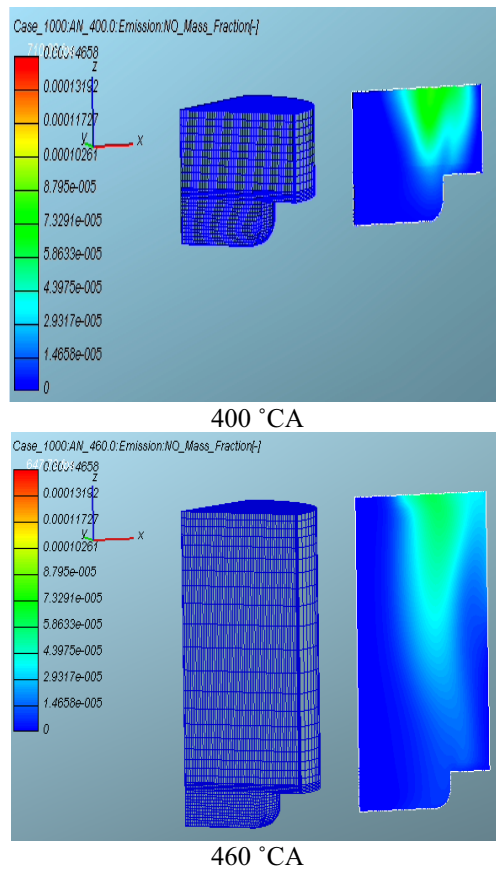 Case_1000:AN_400.0:Emission:NO_Mass_Fraction[-]
0.00014658
0.00013192
0.00011727
0.00010261
8.795e-005
7.3291e-005
5.8633e-005
4.3975e-005
2.9317e-005
1.4658e-005
0
z
y
x
400 ˚CA
Case_1000:AN_460.0:Emission:NO_Mass_Fraction[-]
0.00014658
0.00013192
0.00011727
0.00010261
8.795e-005
7.3291e-005
5.8633e-005
4.3975e-005
2.9317e-005
1.4658e-005
0
z
y
x
460 ˚CA